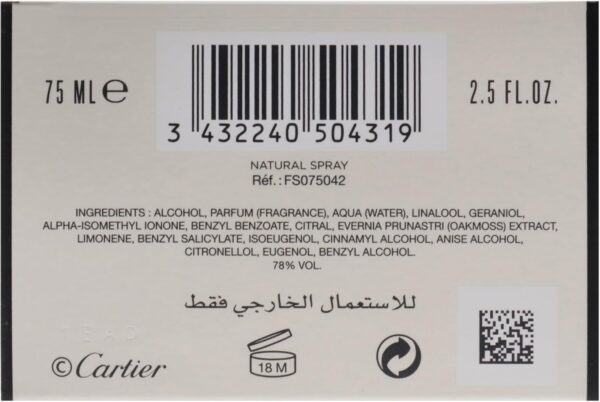 75 ML e
2.5 FL.OZ.
3 432240 504319
NATURAL SPRAY
Réf.: FS075042
INGREDIENTS : ALCOHOL, PARFUM (FRAGRANCE), AQUA (WATER), LINALOOL, GERANIOL,
ALPHA-ISOMETHYL IONONE, BENZYL BENZOATE, CITRAL, EVERNIA PRUNASTRI (OAKMOSS) EXTRACT,
LIMONENE, BENZYL SALICYLATE, ISOEUGENOL, CINNAMYL ALCOHOL, ANISE ALCOHOL,
CITRONELLOL, EUGENOL, BENZYL ALCOHOL.
78% VOL.
للاستعمال الخارجي فقط
© Cartier
18 M